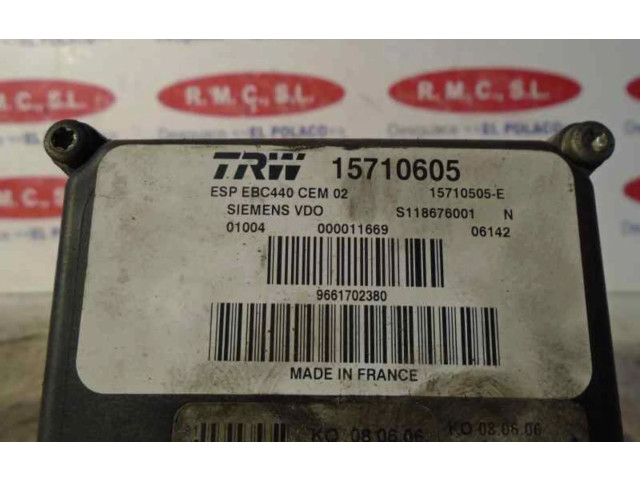 R.M.C., S.L.
R.M.C., S.L.
EL POLACO
EL POLACO
TRW 15710605
ESP EBC440 CEM 02 15710505-E
SIEMENS VDO S118676001 N
01004 000011669 06142
9661702380
MADE IN FRANCE
KO 08.06.06
KO 08.06.06